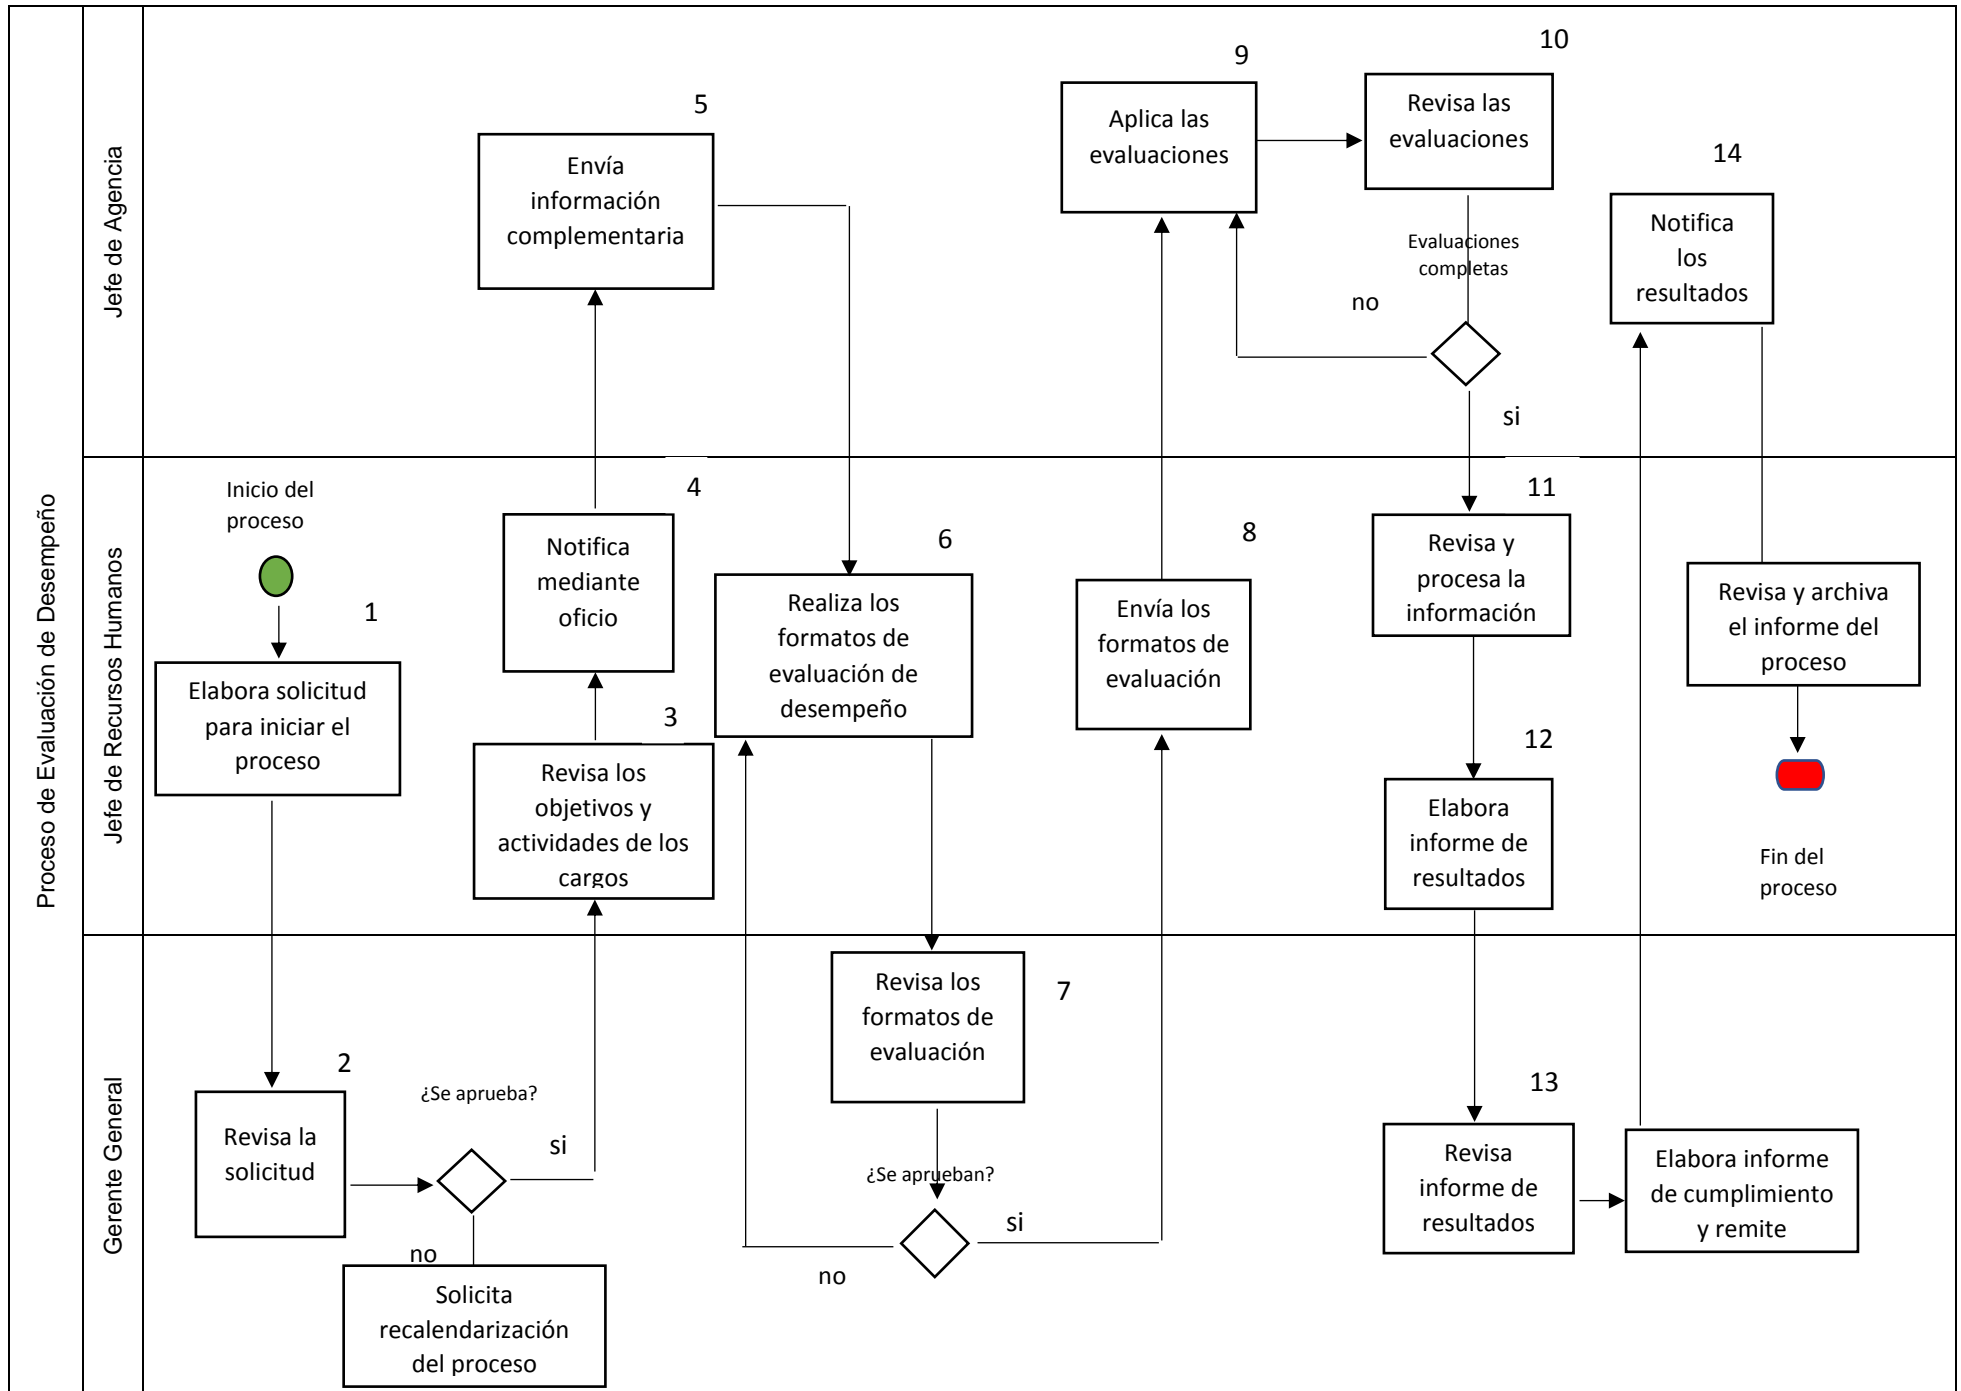 Proceso de Evaluación de Desempeño
Jefe de Agencia
5
Envía
información
complementaria
9
Aplica las
evaluaciones
10
Revisa las
evaluaciones
Evaluaciones
completas
no
si
14
Notifica
los
resultados
Jefe de Recursos Humanos
Inicio del
proceso
1
Elabora solicitud
para iniciar el
proceso
4
Notifica
mediante
oficio
3
Revisa los
objetivos y
actividades de los
cargos
6
Realiza los
formatos de
evaluación de
desempeño
8
Envía los
formatos de
evaluación
11
Revisa y
procesa la
información
12
Elabora
informe de
resultados
Revisa y archiva
el informe del
proceso
Fin del
proceso
Gerente General
2
Revisa la
solicitud
¿Se aprueba?
si
no
Solicita
recalendarización
del proceso
7
Revisa los
formatos de
evaluación
¿Se aprueban?
si
no
13
Revisa
informe de
resultados
Elabora informe
de cumplimiento
y remite